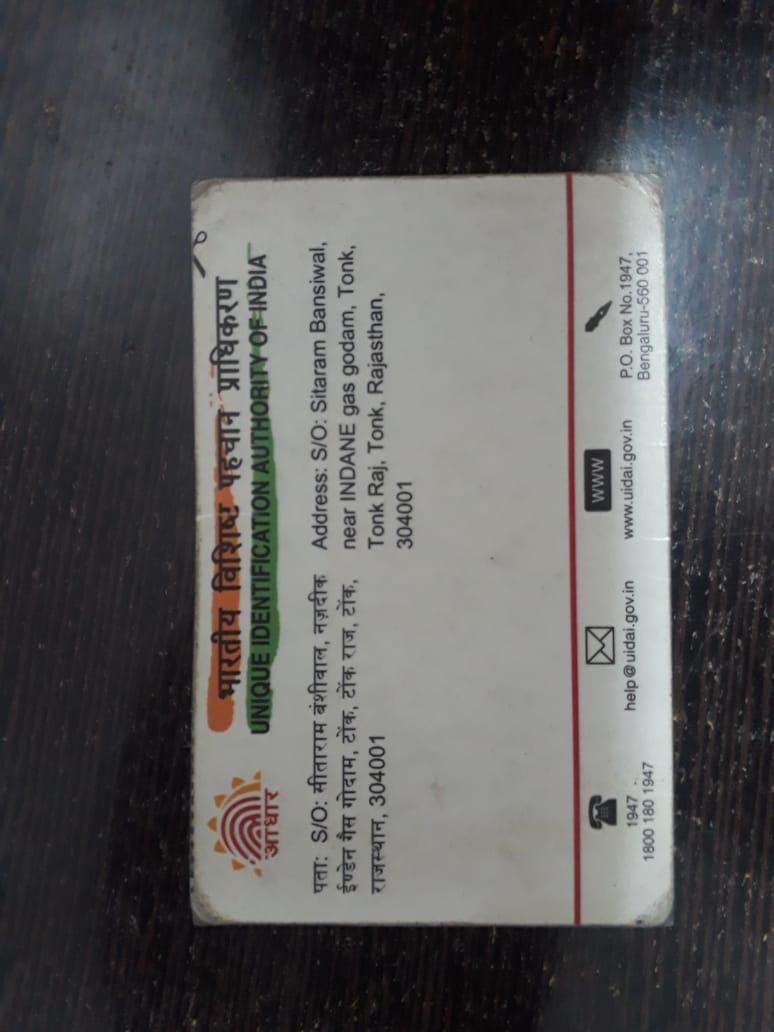 भारतीय विशिष्ट पहचान प्राधिकरण
UNIQUE IDENTIFICATION AUTHORITY OF INDIA
आधार
पता: S/O: सीताराम बंशीवाल, नज़दीक
ईण्डेन गैस गोदाम, टोंक, टोंक राज, टोंक,
राजस्थान, 304001
Address: S/O: Sitaram Bansiwal,
near INDANE gas godam, Tonk,
Tonk Raj, Tonk, Rajasthan,
304001
1947
1800 180 1947
help@uidai.gov.in
WWW
www.uidai.gov.in
P.O. Box No.1947,
Bengaluru-560 001